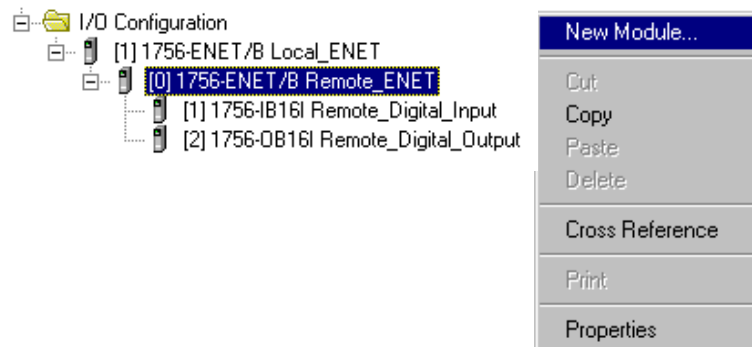 I/O Configuration
[1] 1756-ENET/B Local_ENET
[0] 1756-ENET/B Remote_ENET
[1] 1756-IB16I Remote_Digital_Input
[2] 1756-OB16I Remote_Digital_Output
New Module...
Cut
Copy
Paste
Delete
Cross Reference
Print
Properties